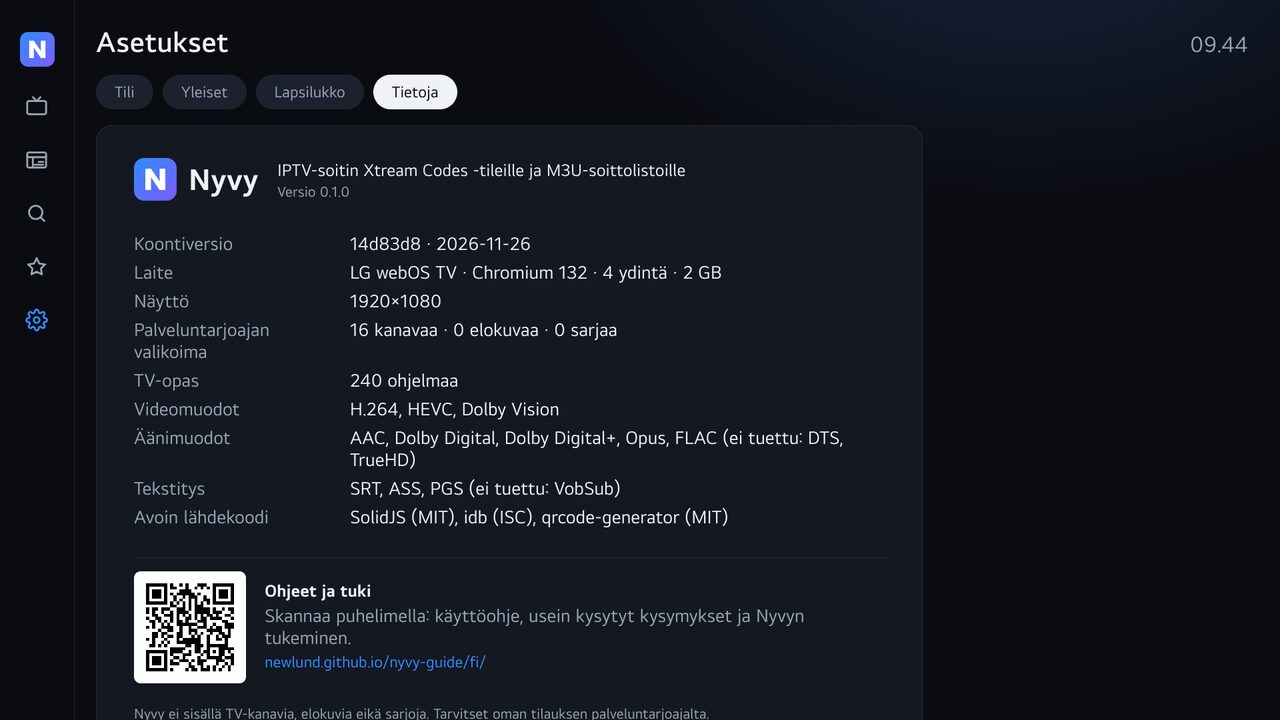 N
Asetukset
09.44
Tili
Yleiset
Lapsilukko
Tietoja
N
Nyvy
IPTV-soitin Xtream Codes -tileille ja M3U-soittolistoille
Versio 0.1.0
Koontiversio 14d83d8 · 2026-11-26
Laite LG webOS TV · Chromium 132 · 4 ydintä · 2 GB
Näyttö 1920×1080
Palveluntarjoajan 16 kanavaa · 0 elokuvaa · 0 sarjaa
valikoima
TV-opas 240 ohjelmaa
Videomuodot H.264, HEVC, Dolby Vision
Äänimuodot AAC, Dolby Digital, Dolby Digital+, Opus, FLAC (ei tuettu: DTS,
TrueHD)
Tekstitys SRT, ASS, PGS (ei tuettu: VobSub)
Avoin lähdekoodi SolidJS (MIT), idb (ISC), qrcode-generator (MIT)
Ohjeet ja tuki
Skannaa puhelimella: käyttöohje, usein kysytyt kysymykset ja Nyvyn
tukeminen.
newlund.github.io/nyvy-guide/fi/
Nyvy ei sisällä TV-kanavia, elokuvia eikä sarjoja. Tarvitset oman tilauksen palveluntarjoajalta.